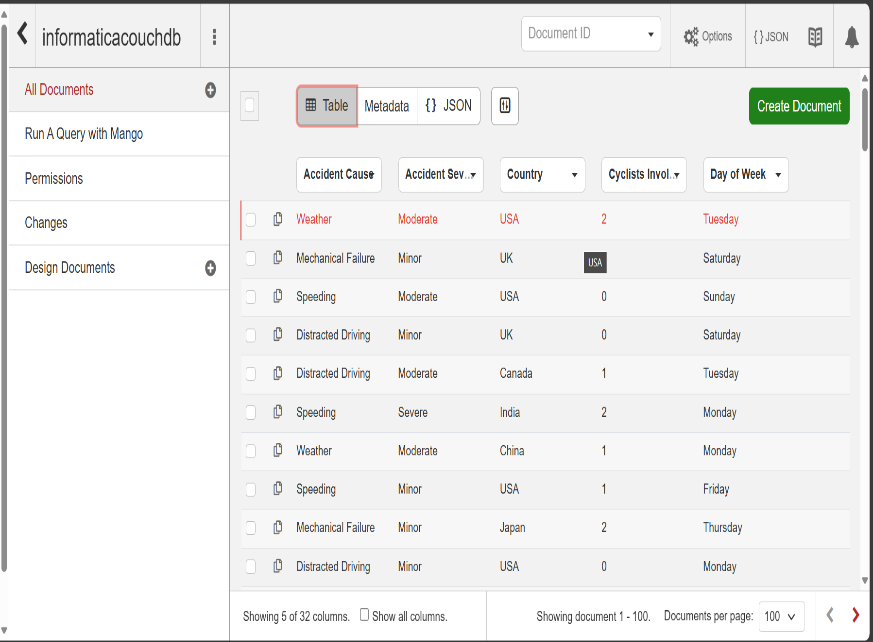 informaticacouchdb
Document ID
Options
{ } JSON
All Documents
Run A Query with Mango
Permissions
Changes
Design Documents
Table
Metadata
{ } JSON
Create Document
Accident Cause Accident Sev... Country Cyclists Invol... Day of Week
Weather Moderate USA 2 Tuesday
Mechanical Failure Minor UK Saturday
USA
Speeding Moderate USA 0 Sunday
Distracted Driving Minor UK 0 Saturday
Distracted Driving Moderate Canada 1 Tuesday
Speeding Severe India 2 Monday
Weather Moderate China 1 Monday
Speeding Minor USA 1 Friday
Mechanical Failure Minor Japan 2 Thursday
Distracted Driving Minor USA 0 Monday
Showing 5 of 32 columns. Show all columns. Showing document 1 - 100. Documents per page: 100